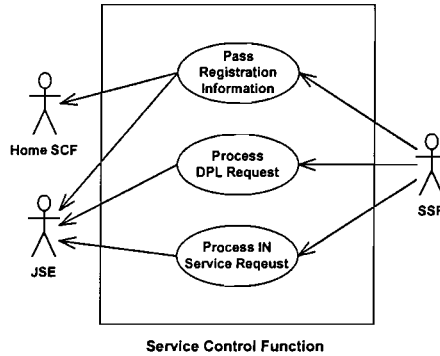 Pass
Registration
Information
Home SCF
Process
DPL Request
SSF
JSE
Process IN
Service Reqeust
Service Control Function